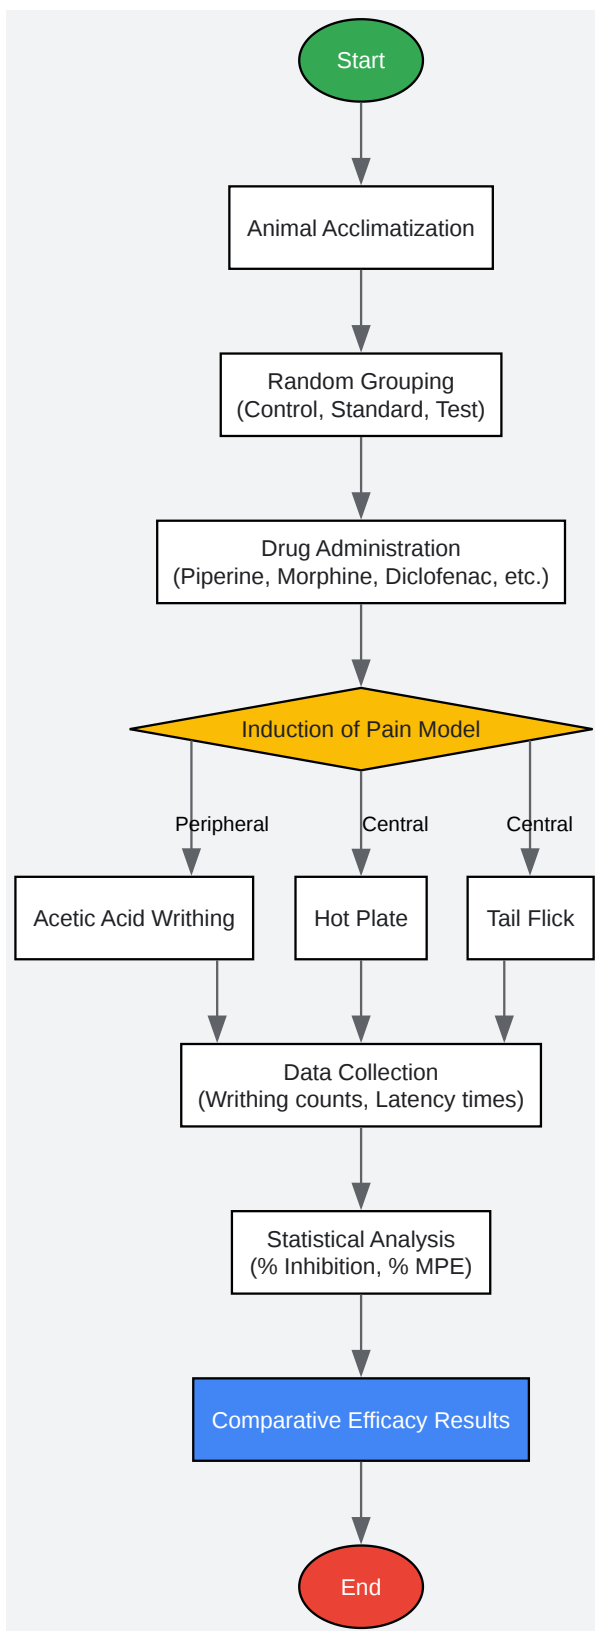 Start
Animal Acclimatization
Random Grouping
(Control, Standard, Test)
Drug Administration
(Piperine, Morphine, Diclofenac, etc.)
Induction of Pain Model
Peripheral
Central
Central
Acetic Acid Writhing
Hot Plate
Tail Flick
Data Collection
(Writhing counts, Latency times)
Statistical Analysis
(% Inhibition, % MPE)
Comparative Efficacy Results
End